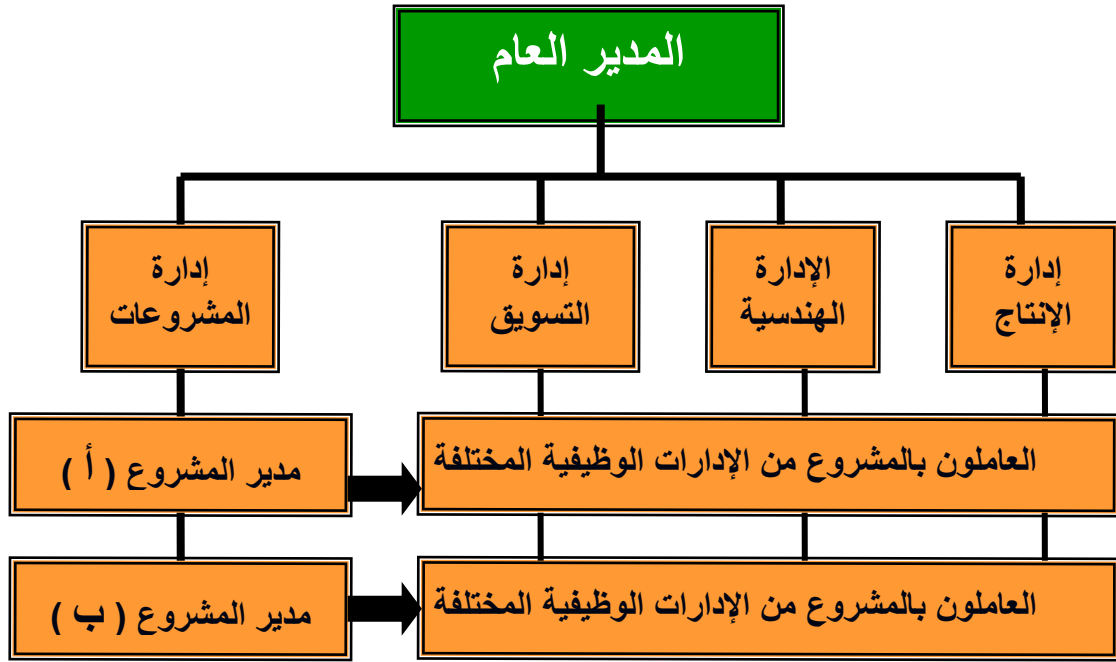 المدير العام
إدارة
الإنتاج
الإدارة
الهندسية
إدارة
التسويق
إدارة
المشروعات
العاملون بالمشروع من الإدارات الوظيفية المختلفة
مدير المشروع ( أ )
العاملون بالمشروع من الإدارات الوظيفية المختلفة
مدير المشروع ( ب )